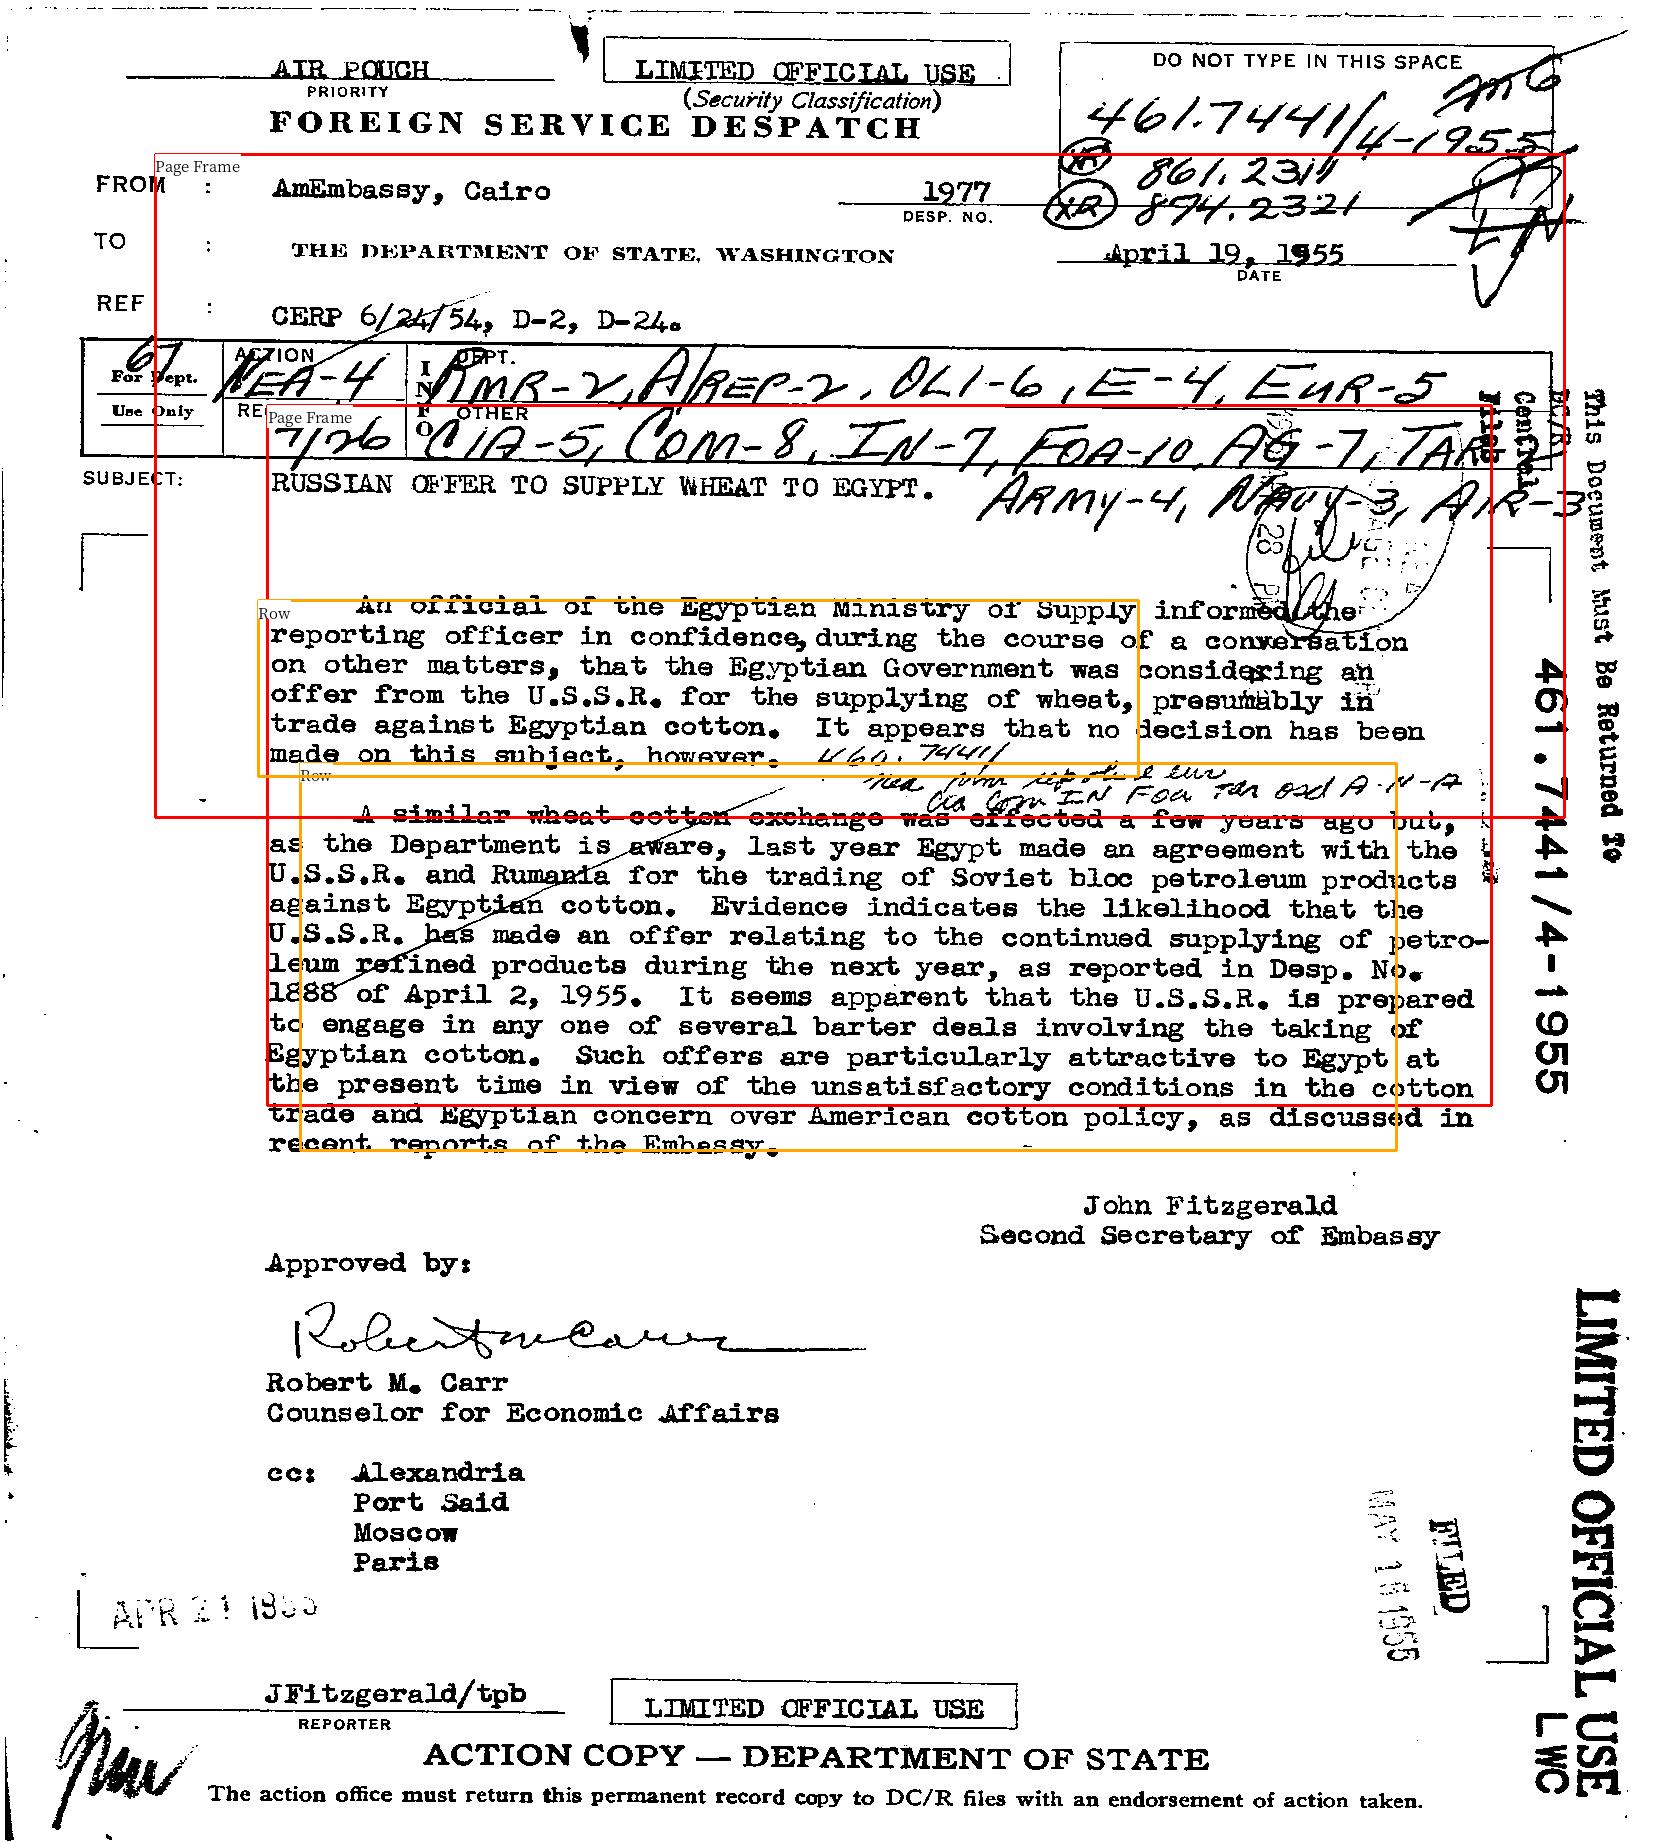 AIR POUCH
PRIORITY
LIMITED OFFICIAL USE
(Security Classification)
DO NOT TYPE IN THIS SPACE
FOREIGN SERVICE DESPATCH
461.7441/4-1955
XR 861.2311
XR 874.2321
FROM : AmEmbassy, Cairo
1977
DESP. NO.
TO : THE DEPARTMENT OF STATE, WASHINGTON
April 19, 1955
DATE
REF : CERP 6/24/54, D-2, D-24.
67
For Dept.
Use Only
ACTION
NEA-4
INFO
DEPT.
RMR-2, A/REP-2, OLI-6, E-4, EUR-5
REC
7/26
OTHER
CIA-5, COM-8, IN-7, FOA-10, AG-7, TAR
ARMY-4, NAVY-3, AIR-3
SUBJECT: RUSSIAN OFFER TO SUPPLY WHEAT TO EGYPT.
Page Frame
Page Frame
Row
An official of the Egyptian Ministry of Supply informed the
reporting officer in confidence, during the course of a conversation
on other matters, that the Egyptian Government was considering an
offer from the U.S.S.R. for the supplying of wheat, presumably in
trade against Egyptian cotton. It appears that no decision has been
made on this subject, however.
460.74411
Row
A similar wheat-cotton exchange was effected a few years ago but,
as the Department is aware, last year Egypt made an agreement with the
U.S.S.R. and Rumania for the trading of Soviet bloc petroleum products
against Egyptian cotton. Evidence indicates the likelihood that the
U.S.S.R. has made an offer relating to the continued supplying of petro-
leum refined products during the next year, as reported in Desp. No.
1888 of April 2, 1955. It seems apparent that the U.S.S.R. is prepared
to engage in any one of several barter deals involving the taking of
Egyptian cotton. Such offers are particularly attractive to Egypt at
the present time in view of the unsatisfactory conditions in the cotton
trade and Egyptian concern over American cotton policy, as discussed in
recent reports of the Embassy.
John Fitzgerald
Second Secretary of Embassy
Approved by:
Robert M. Carr
Robert M. Carr
Counselor for Economic Affairs
cc: Alexandria
Port Said
Moscow
Paris
APR 21 1955
FILED
MAY 1955
JFitzgerald/tpb
REPORTER
LIMITED OFFICIAL USE
ACTION COPY — DEPARTMENT OF STATE
The action office must return this permanent record copy to DC/R files with an endorsement of action taken.
This Document Must Be Returned To
DC/R Central Files
461.7441/4-1955
LIMITED OFFICIAL USE
LWC